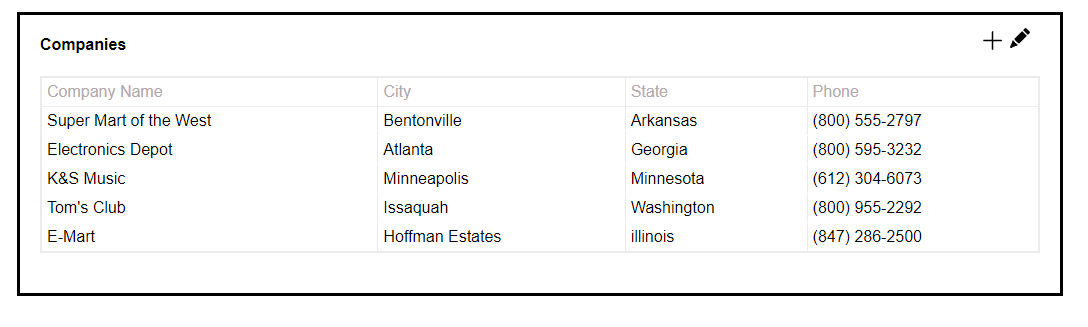 Companies
Company Name City State Phone
Super Mart of the West Bentonville Arkansas (800) 555-2797
Electronics Depot Atlanta Georgia (800) 595-3232
K&S Music Minneapolis Minnesota (612) 304-6073
Tom's Club Issaquah Washington (800) 955-2292
E-Mart Hoffman Estates illinois (847) 286-2500